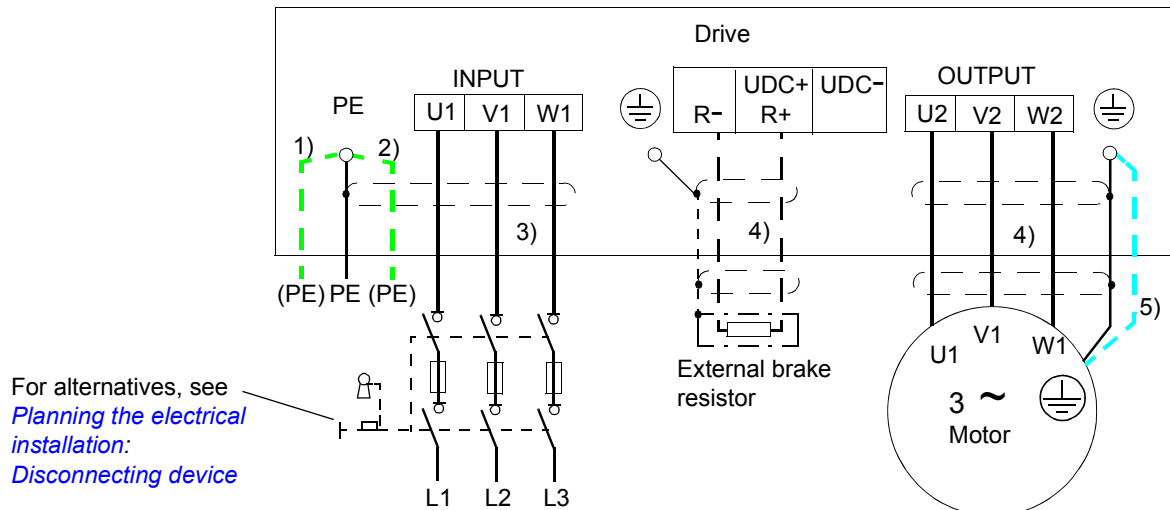 Drive
INPUT
OUTPUT
PE
U1 V1 W1
UDC+ UDC-
R- R+
U2 V2 W2
1)
2)
3)
4)
4)
5)
(PE) PE (PE)
External brake
resistor
U1
V1
W1
3 ~
Motor
For alternatives, see
Planning the electrical
installation:
Disconnecting device
L1 L2 L3